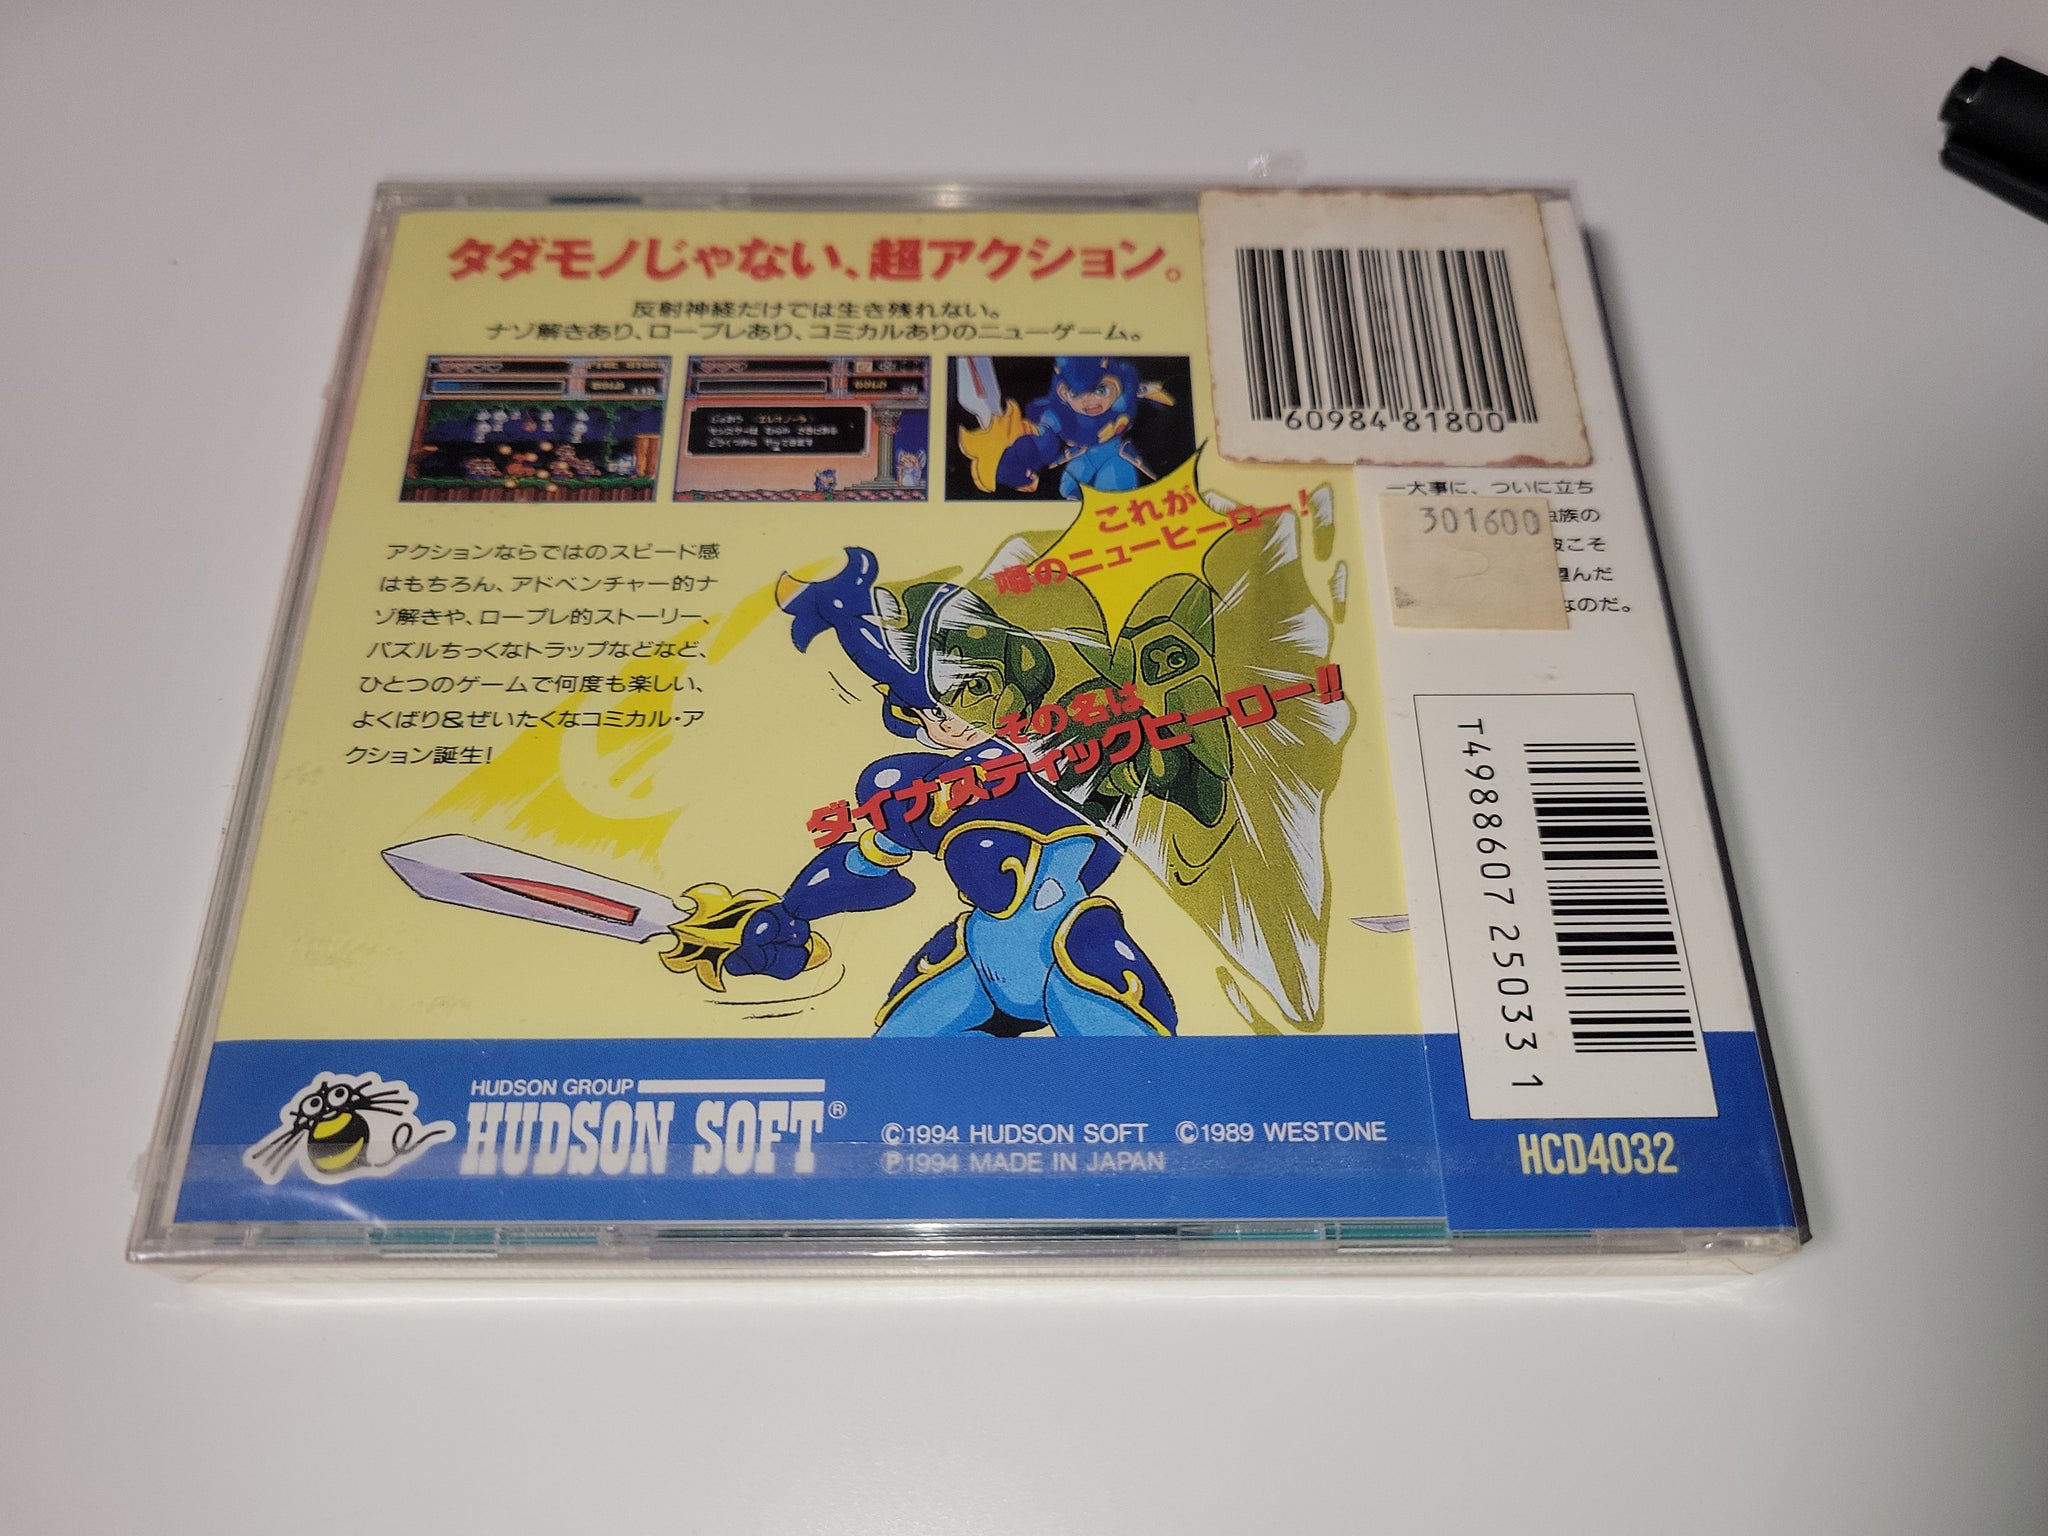 タダモノじゃない、超アクション。
反射神経だけでは生き残れない。
ナゾ解きあり、ロープレあり、コミカルありのニューゲーム。
60984 81800
GOLD
GOLD
一大事に、ついに立ち
301600
族の
こそ
んだ
なのだ。
これが
噂のニューヒーロー!
アクションならではのスピード感
はもちろん、アドベンチャー的ナ
ゾ解きや、ロープレ的ストーリー、
パズルちっくなトラップなどなど、
ひとつのゲームで何度も楽しい、
よくばり&ぜいたくなコミカル・ア
クション誕生!
その名は
ダイナスティックヒーロー!!
T4988607 25033 1
HUDSON GROUP
HUDSON SOFT®
©1994 HUDSON SOFT ©1989 WESTONE
Ⓟ1994 MADE IN JAPAN
HCD4032